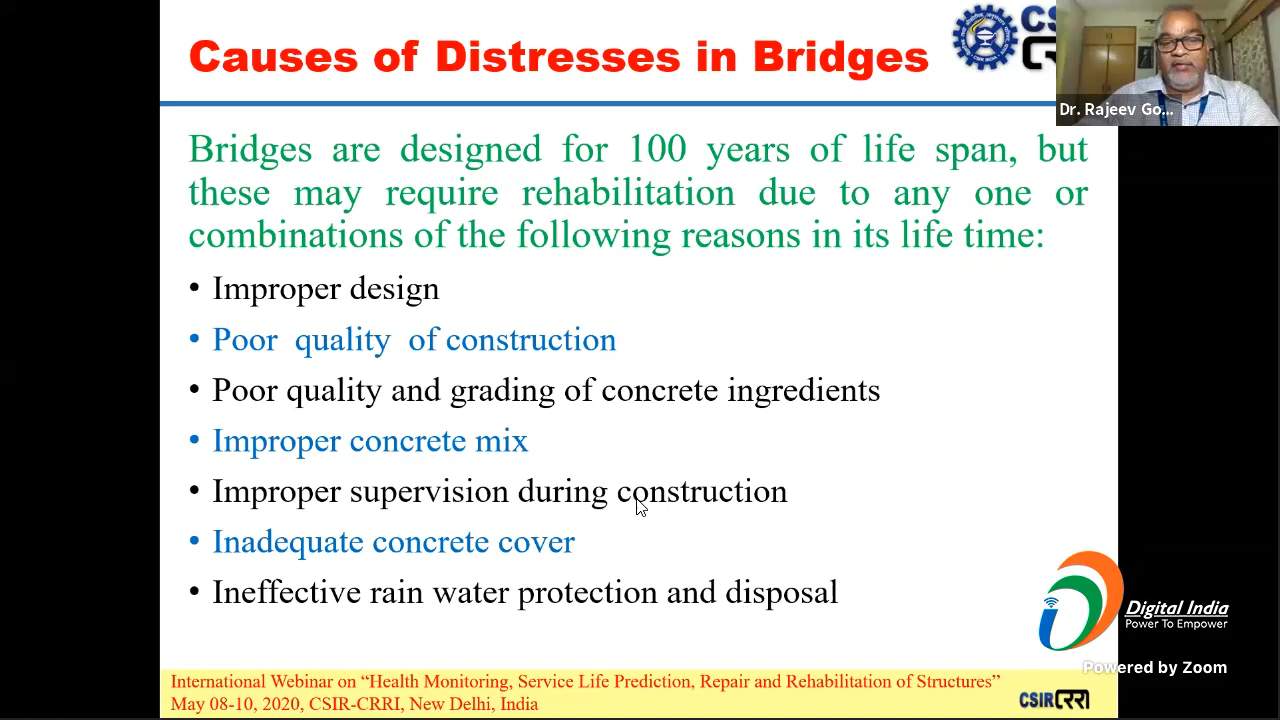 Causes of Distresses in Bridges
CS
CR
Dr. Rajeev Go...
Bridges are designed for 100 years of life span, but
these may require rehabilitation due to any one or
combinations of the following reasons in its life time:
• Improper design
• Poor quality of construction
• Poor quality and grading of concrete ingredients
• Improper concrete mix
• Improper supervision during construction
• Inadequate concrete cover
• Ineffective rain water protection and disposal
Digital India
Power To Empower
Powered by Zoom
International Webinar on “Health Monitoring, Service Life Prediction, Repair and Rehabilitation of Structures”
May 08-10, 2020, CSIR-CRRI, New Delhi, India
CSIR CRRI